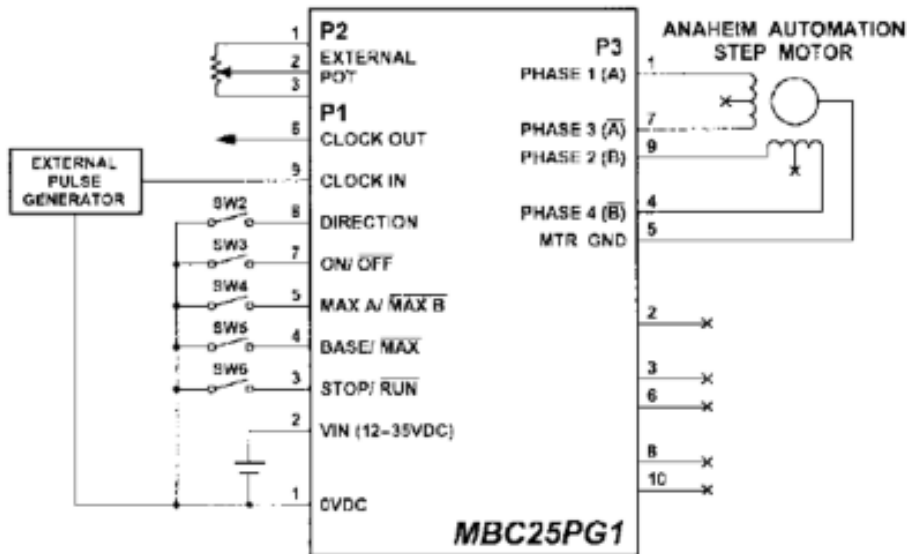 P2
1
2 EXTERNAL
POT
3
P1
6 CLOCK OUT
9 CLOCK IN
EXTERNAL
PULSE
GENERATOR
SW2
8 DIRECTION
SW3
7 ON/ OFF
SW4
5 MAX A/ MAX B
SW5
4 BASE/ MAX
SW6
3 STOP/ RUN
2 VIN (12-35VDC)
1 0VDC
P3
ANAHEIM AUTOMATION
STEP MOTOR
PHASE 1 (A) 1
PHASE 3 (A) 7
PHASE 2 (B) 9
PHASE 4 (B) 4
MTR GND 5
2
3
6
8
10
MBC25PG1